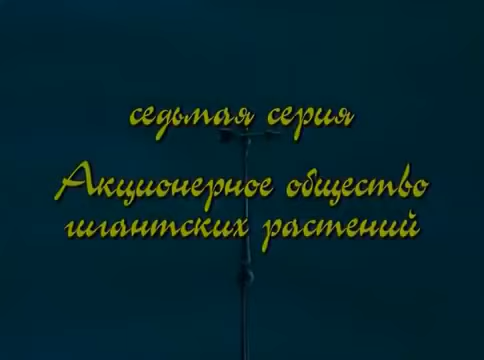 седьмая серия
Акционерное общество
гигантских растений